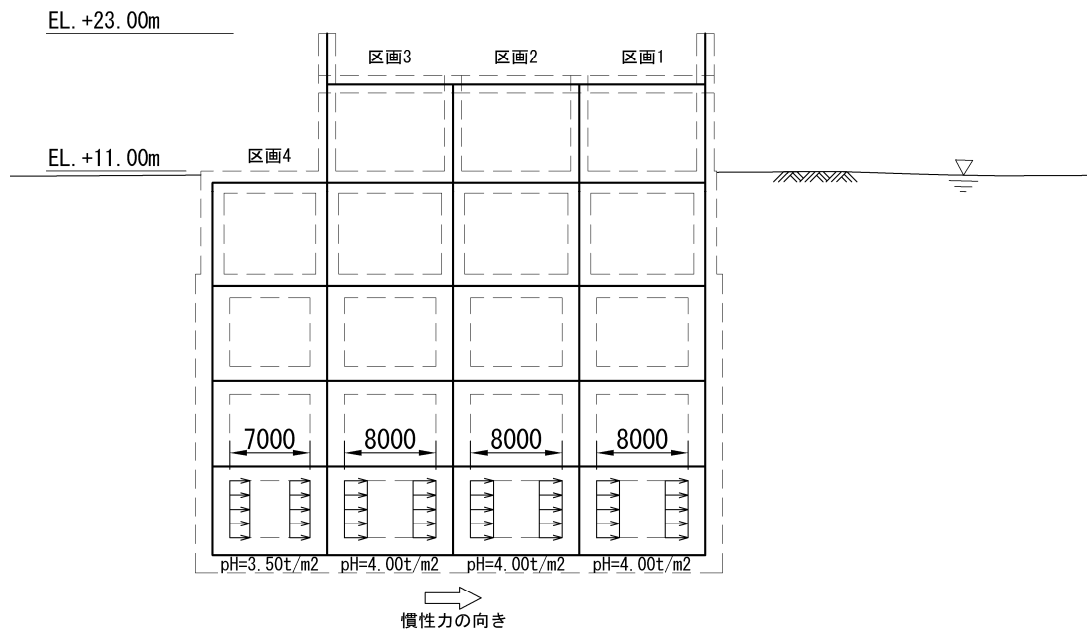 EL. +23.00m
区画3
区画2
区画1
EL. +11.00m
区画4
7000
8000
8000
8000
pH=3.50t/m2
pH=4.00t/m2
pH=4.00t/m2
pH=4.00t/m2
慣性力の向き